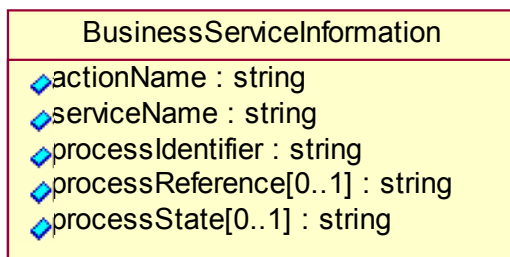 BusinessServiceInformation
actionName : string
serviceName : string
processIdentifier : string
processReference[0..1] : string
processState[0..1] : string